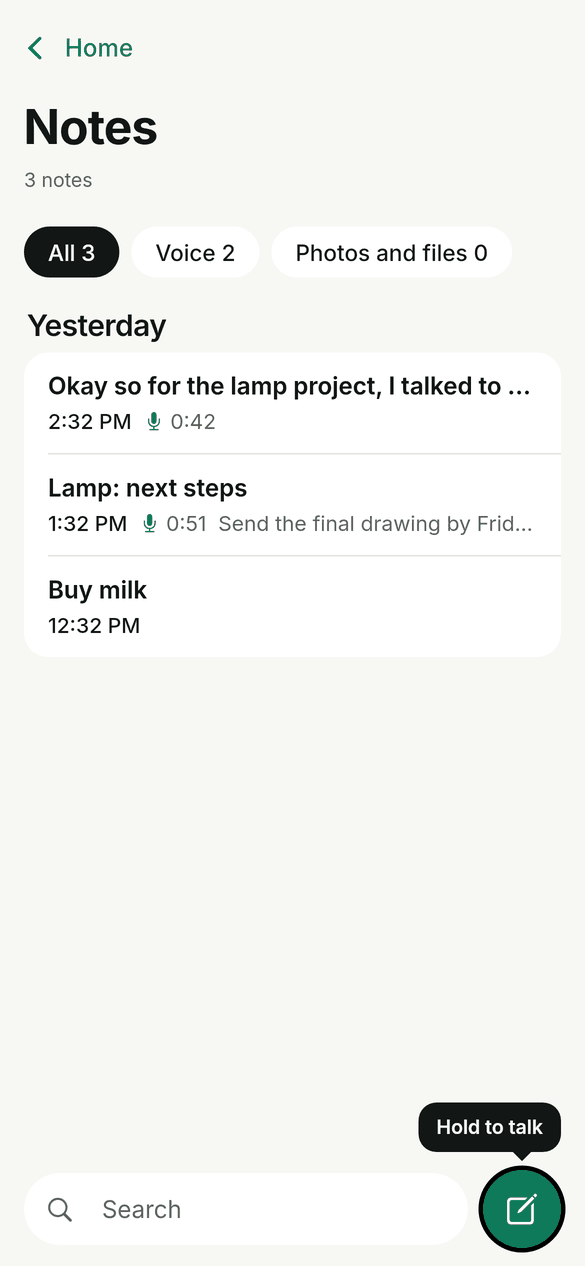 Home
Notes
3 notes
All 3 Voice 2 Photos and files 0
Yesterday
Okay so for the lamp project, I talked to ...
2:32 PM 0:42
Lamp: next steps
1:32 PM 0:51 Send the final drawing by Frid...
Buy milk
12:32 PM
Hold to talk
Search